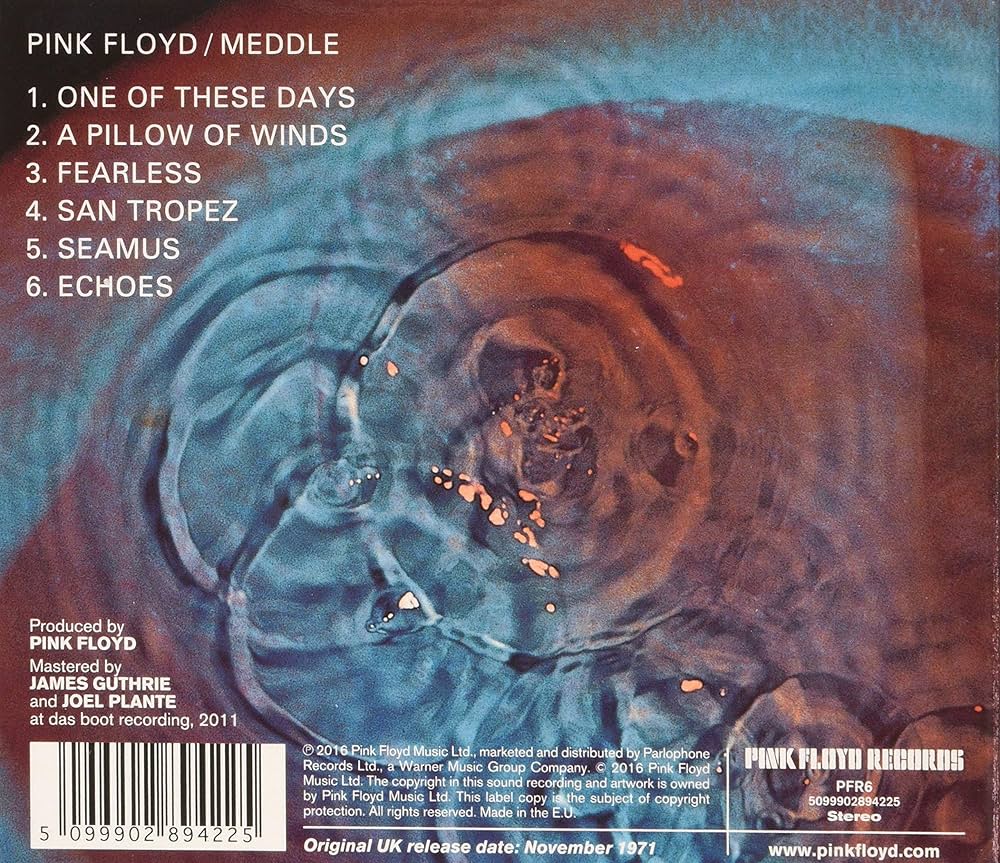 PINK FLOYD / MEDDLE
1. ONE OF THESE DAYS
2. A PILLOW OF WINDS
3. FEARLESS
4. SAN TROPEZ
5. SEAMUS
6. ECHOES
Produced by
PINK FLOYD
Mastered by
JAMES GUTHRIE
and JOEL PLANTE
at das boot recording, 2011
5 099902 894225
℗ 2016 Pink Floyd Music Ltd., marketed and distributed by Parlophone
Records Ltd., a Warner Music Group Company. © 2016 Pink Floyd
Music Ltd. The copyright in this sound recording and artwork is owned
by Pink Floyd Music Ltd. This label copy is the subject of copyright
protection. All rights reserved. Made in the E.U.
Original UK release date: November 1971
PINK FLOYD RECORDS
PFR6
5099902894225
Stereo
www.pinkfloyd.com